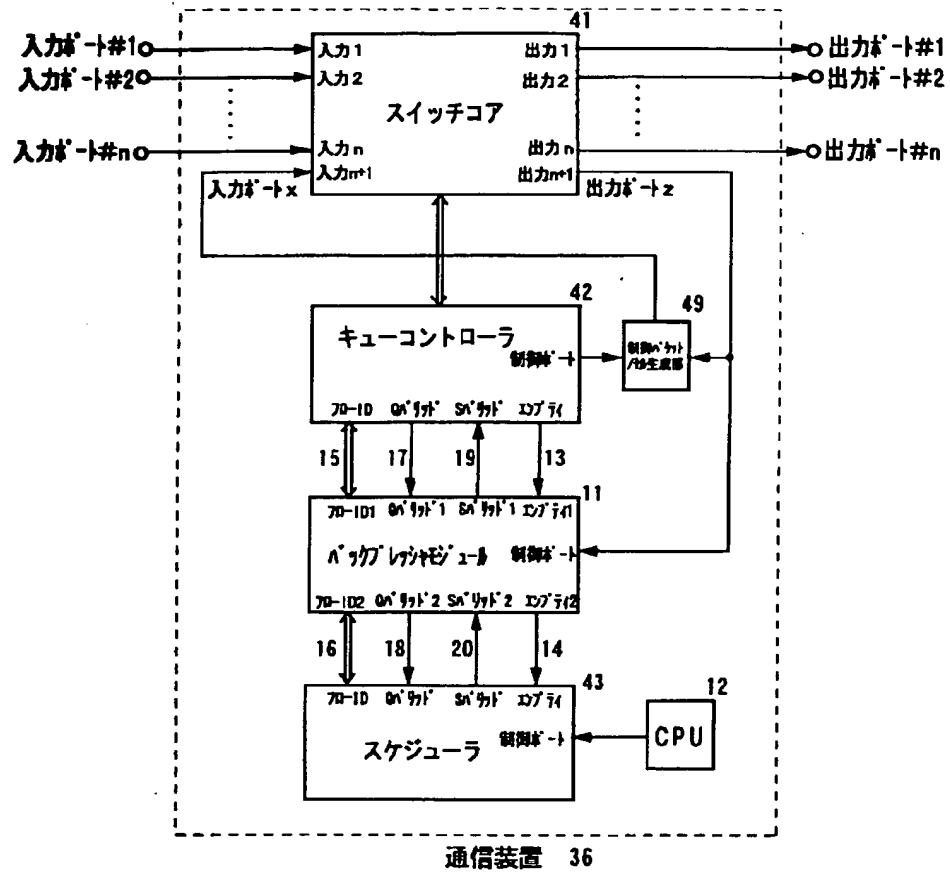 41
入力ポート#1
入力1
出力1
出力ポート#1
入力ポート#2
入力2
出力2
出力ポート#2
スイッチコア
入力ポート#n
入力n
出力n
出力ポート#n
入力n+1
出力n+1
入力ポートx
出力ポートz
42
49
キューコントローラ
制御ポート
制御パケット
/セル生成部
フローID
Qバリッド
Sバリッド
エンプティ
15
17
19
13
11
フローID1
Qバリッド1
Sバリッド1
エンプティ1
バックプレッシャモジュール
制御ポート
フローID2
Qバリッド2
Sバリッド2
エンプティ2
16
18
20
14
43
12
フローID
Qバリッド
Sバリッド
エンプティ
スケジューラ
制御ポート
CPU
通信装置 36